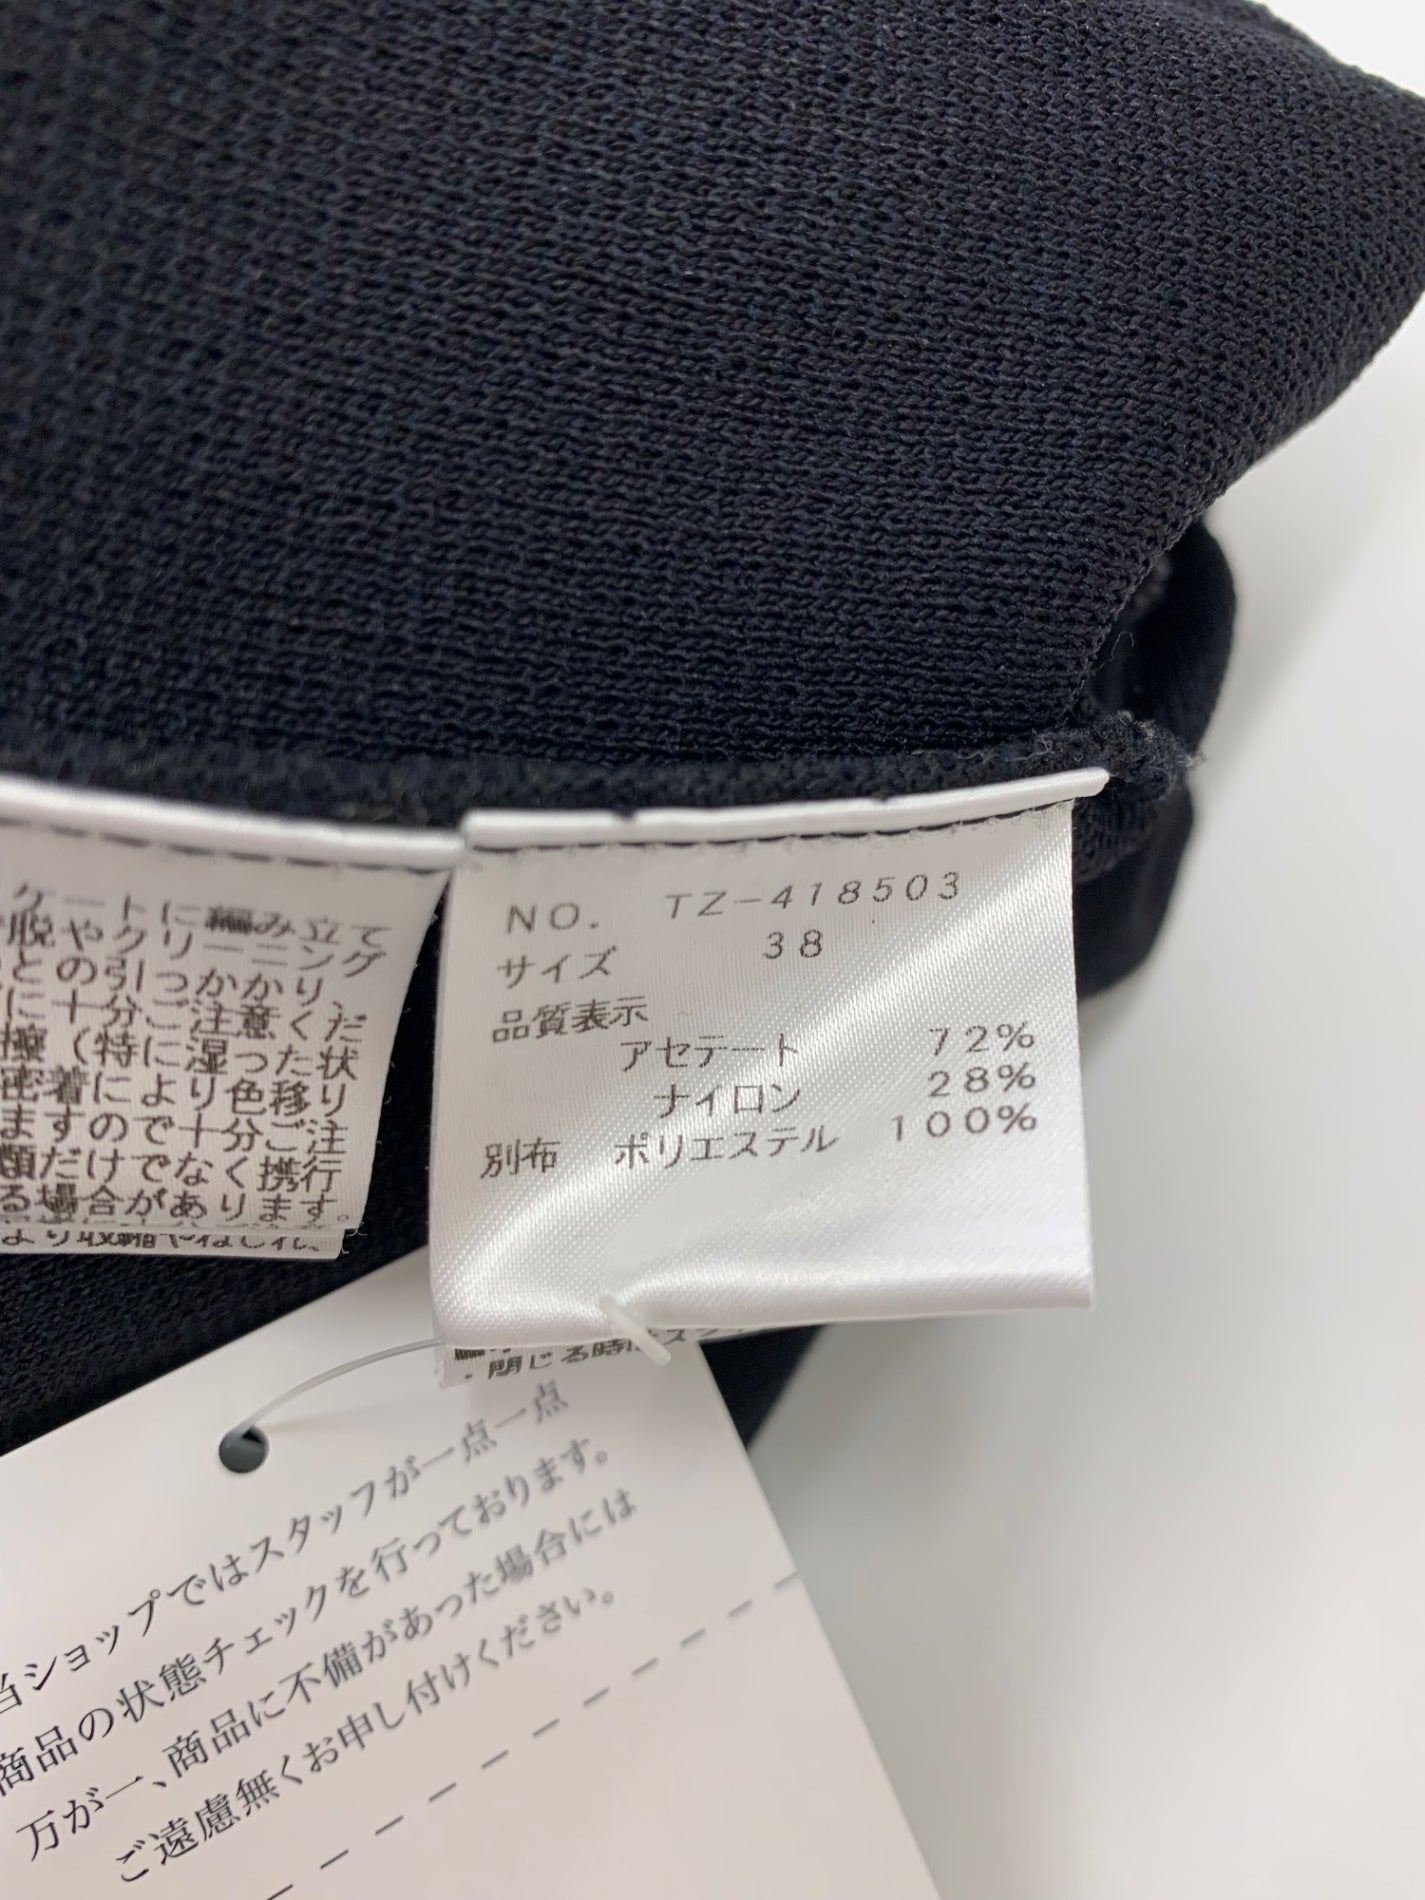 ケートに編み立て
脱やクリーニング
との引っかかり、
に十分ご注意くだ
擦（特に湿った状
密着により色移り
ますので十分ご注
類だけでなく携行
る場合があります。
NO. TZ-418503
サイズ 38
品質表示
アセテート 72%
ナイロン 28%
別布 ポリエステル 100%
閉じる時は
当ショップではスタッフが一点一点
商品の状態チェックを行っております。
万が一、商品に不備があった場合には
ご遠慮無くお申し付けください。